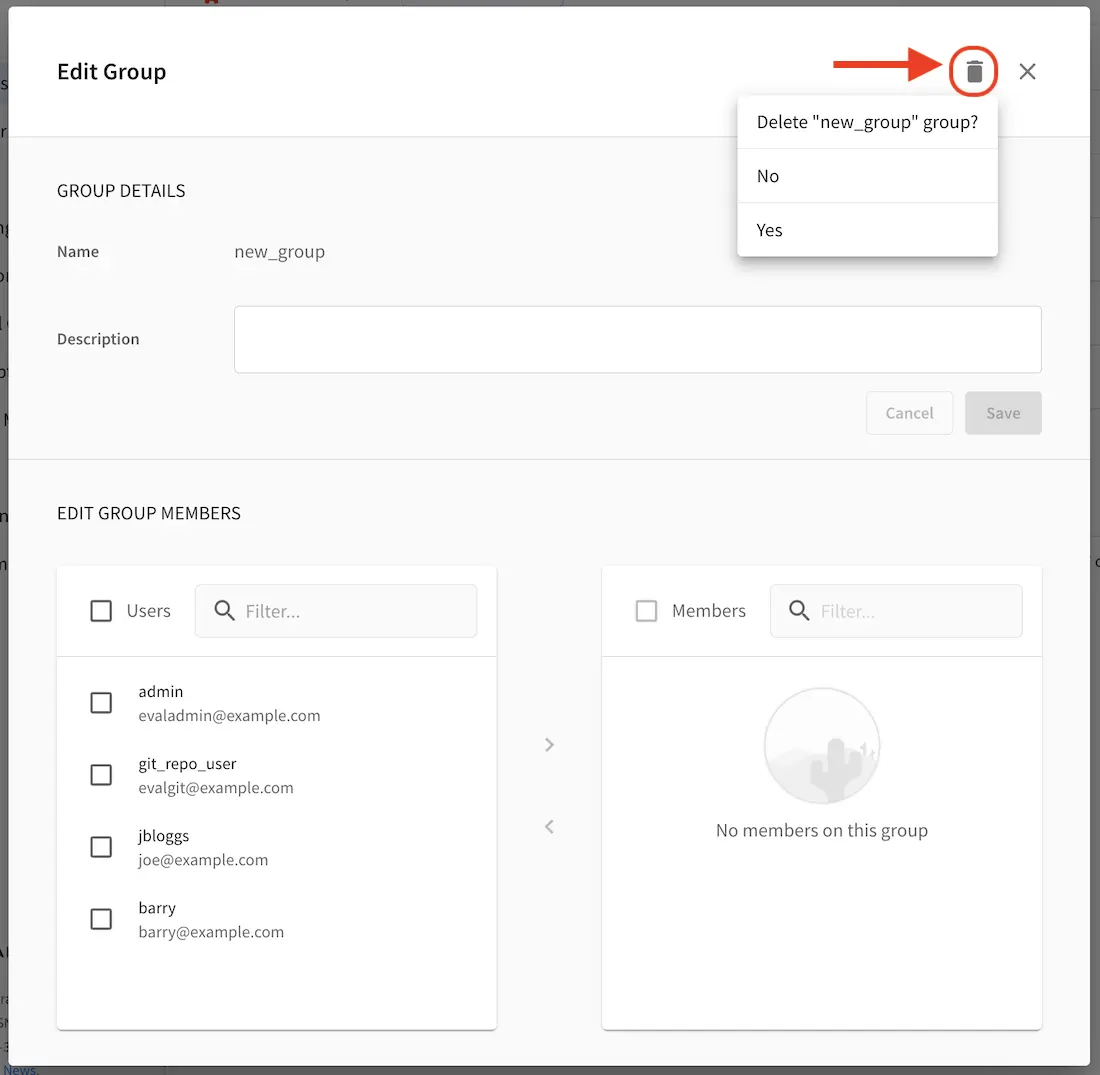 Edit Group
Delete "new_group" group?
No
Yes
GROUP DETAILS
Name
new_group
Description
Cancel
Save
EDIT GROUP MEMBERS
Users
Filter...
admin
evaladmin@example.com
git_repo_user
evalgit@example.com
jbloggs
joe@example.com
barry
barry@example.com
Members
Filter...
No members on this group
News.